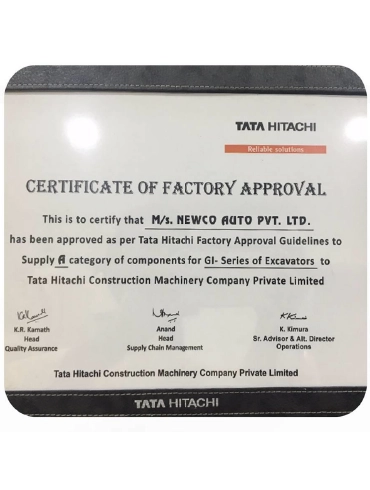 TATA HITACHI
Reliable solutions
CERTIFICATE OF FACTORY APPROVAL
This is to certify that M/s. NEWCO AUTO PVT. LTD.
has been approved as per Tata Hitachi Factory Approval Guidelines to
Supply A category of components for GI- Series of Excavators to
Tata Hitachi Construction Machinery Company Private Limited
K.R. Kamath Anand K. Kimura
Head Head Sr. Advisor & Alt. Director
Quality Assurance Supply Chain Management Operations
Tata Hitachi Construction Machinery Company Private Limited
TATA HITACHI